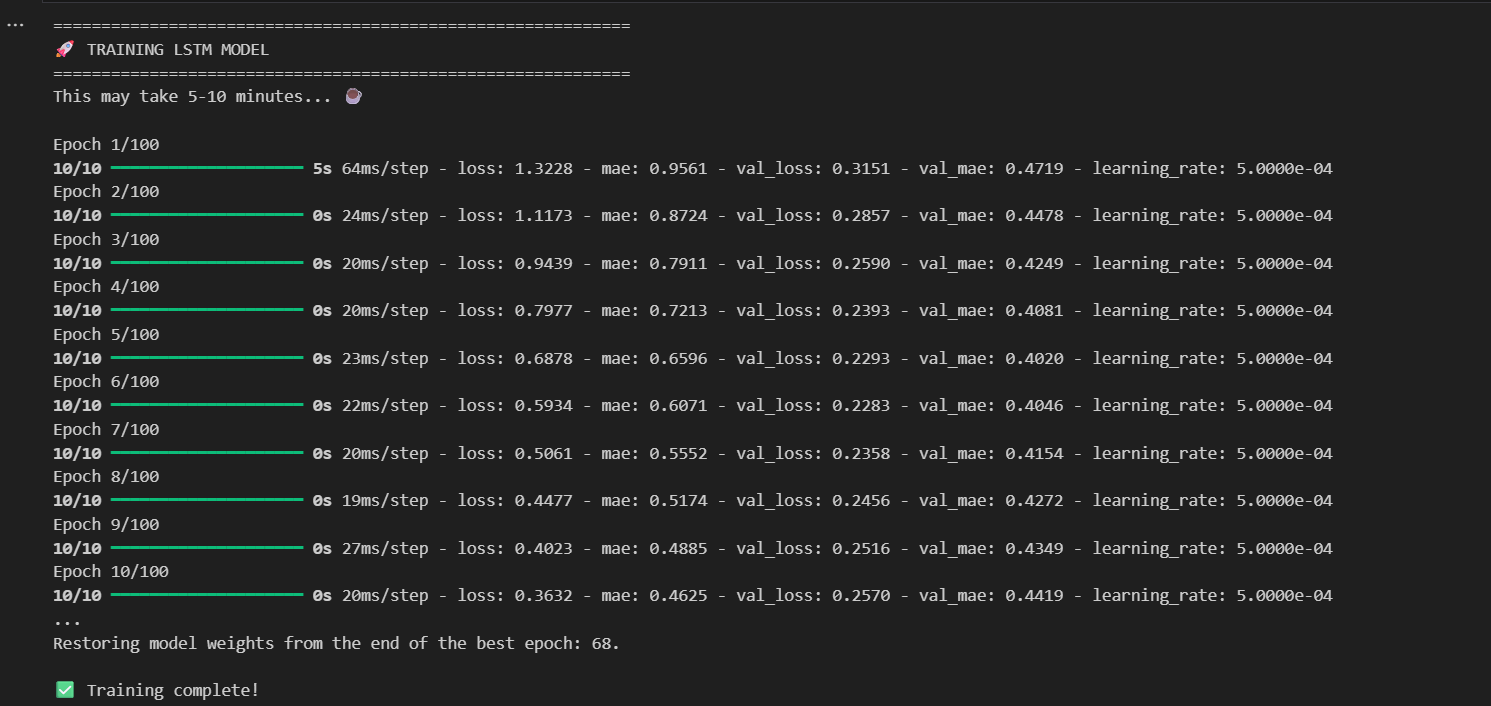 ...
============================================================
🚀 TRAINING LSTM MODEL
============================================================
This may take 5-10 minutes... ☕
Epoch 1/100
10/10 ━━━━━━━━━━━━━━━━━━━━ 5s 64ms/step - loss: 1.3228 - mae: 0.9561 - val_loss: 0.3151 - val_mae: 0.4719 - learning_rate: 5.0000e-04
Epoch 2/100
10/10 ━━━━━━━━━━━━━━━━━━━━ 0s 24ms/step - loss: 1.1173 - mae: 0.8724 - val_loss: 0.2857 - val_mae: 0.4478 - learning_rate: 5.0000e-04
Epoch 3/100
10/10 ━━━━━━━━━━━━━━━━━━━━ 0s 20ms/step - loss: 0.9439 - mae: 0.7911 - val_loss: 0.2590 - val_mae: 0.4249 - learning_rate: 5.0000e-04
Epoch 4/100
10/10 ━━━━━━━━━━━━━━━━━━━━ 0s 20ms/step - loss: 0.7977 - mae: 0.7213 - val_loss: 0.2393 - val_mae: 0.4081 - learning_rate: 5.0000e-04
Epoch 5/100
10/10 ━━━━━━━━━━━━━━━━━━━━ 0s 23ms/step - loss: 0.6878 - mae: 0.6596 - val_loss: 0.2293 - val_mae: 0.4020 - learning_rate: 5.0000e-04
Epoch 6/100
10/10 ━━━━━━━━━━━━━━━━━━━━ 0s 22ms/step - loss: 0.5934 - mae: 0.6071 - val_loss: 0.2283 - val_mae: 0.4046 - learning_rate: 5.0000e-04
Epoch 7/100
10/10 ━━━━━━━━━━━━━━━━━━━━ 0s 20ms/step - loss: 0.5061 - mae: 0.5552 - val_loss: 0.2358 - val_mae: 0.4154 - learning_rate: 5.0000e-04
Epoch 8/100
10/10 ━━━━━━━━━━━━━━━━━━━━ 0s 19ms/step - loss: 0.4477 - mae: 0.5174 - val_loss: 0.2456 - val_mae: 0.4272 - learning_rate: 5.0000e-04
Epoch 9/100
10/10 ━━━━━━━━━━━━━━━━━━━━ 0s 27ms/step - loss: 0.4023 - mae: 0.4885 - val_loss: 0.2516 - val_mae: 0.4349 - learning_rate: 5.0000e-04
Epoch 10/100
10/10 ━━━━━━━━━━━━━━━━━━━━ 0s 20ms/step - loss: 0.3632 - mae: 0.4625 - val_loss: 0.2570 - val_mae: 0.4419 - learning_rate: 5.0000e-04
...
Restoring model weights from the end of the best epoch: 68.
✅ Training complete!